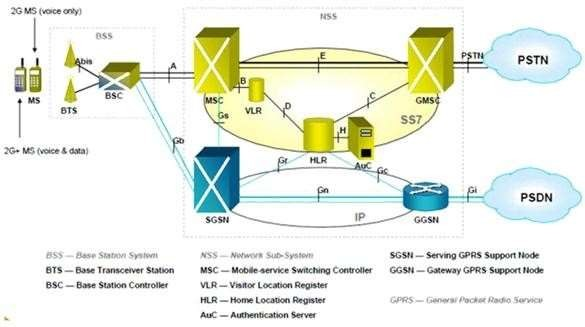 2G MS (voice only)
BSS
NSS
Abis
MS
BTS
BSC
A
MSC
E
GMSC
PSTN
PSTN
B
VLR
D
C
SS7
Gs
HLR
H
AuC
2G+ MS (voice & data)
Gb
Gr
Gc
SGSN
Gn
GGSN
Gi
PSDN
IP
BSS — Base Station System
BTS — Base Transceiver Station
BSC — Base Station Controller
NSS — Network Sub-System
MSC — Mobile-service Switching Controller
VLR — Visitor Location Register
HLR — Home Location Register
AuC — Authentication Server
SGSN — Serving GPRS Support Node
GGSN — Gateway GPRS Support Node
GPRS — General Packet Radio Service